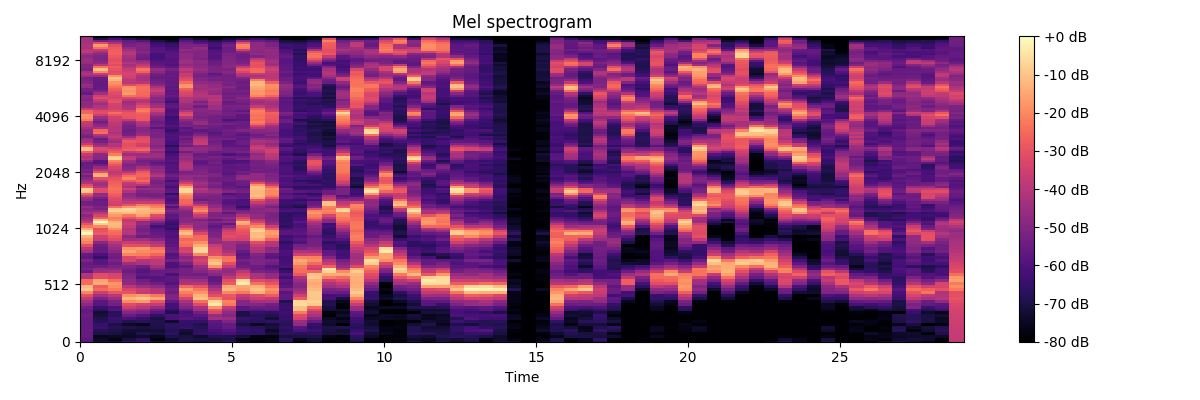 Mel spectrogram
Hz
8192
4096
2048
1024
512
0
0 5 10 15 20 25
Time
+0 dB
-10 dB
-20 dB
-30 dB
-40 dB
-50 dB
-60 dB
-70 dB
-80 dB